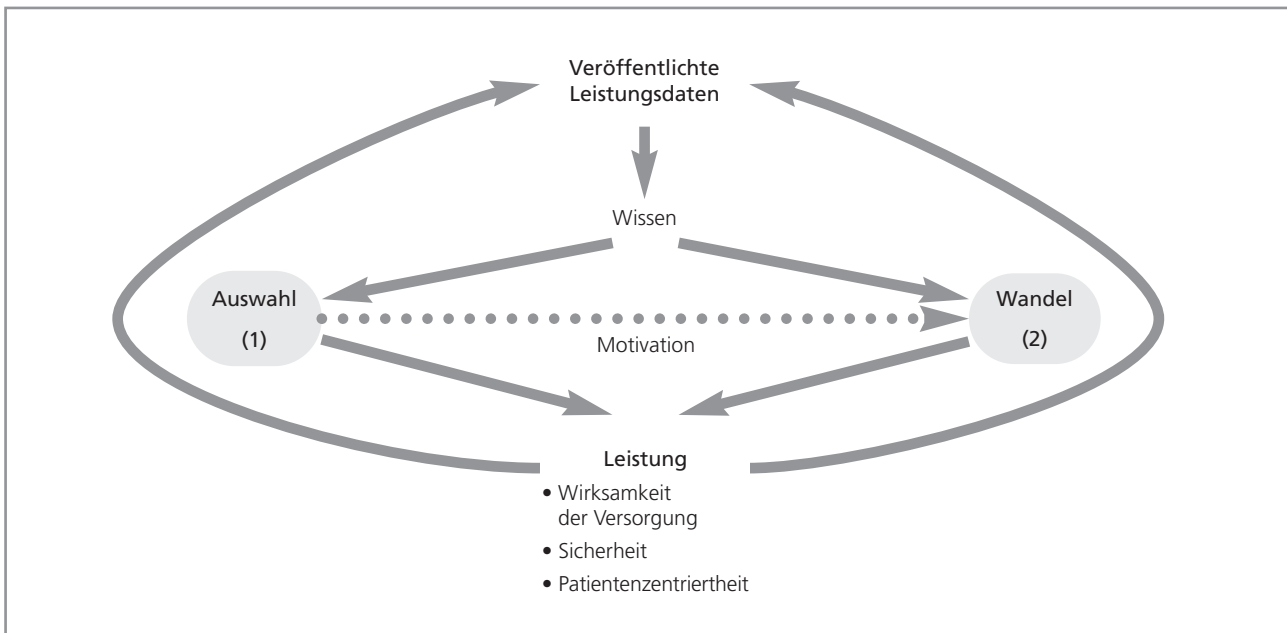 Veröffentlichte
Leistungsdaten
Wissen
Auswahl
(1)
Motivation
Wandel
(2)
Leistung
• Wirksamkeit
der Versorgung
• Sicherheit
• Patientenzentriertheit